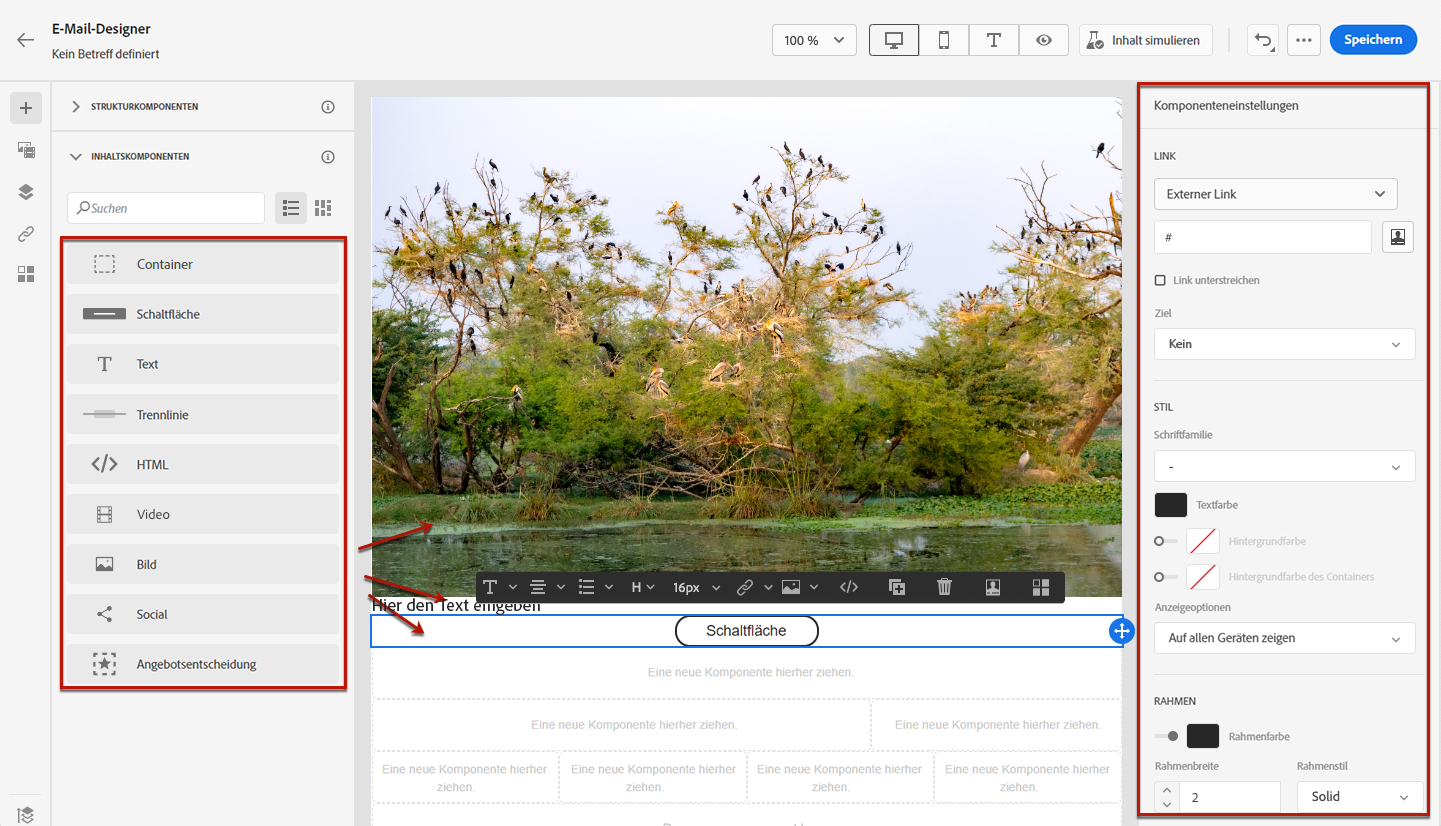 E-Mail-Designer
Kein Betreff definiert
100 %
Inhalt simulieren
Speichern
STRUKTURKOMPONENTEN
INHALTSKOMPONENTEN
Suchen
Container
Schaltfläche
Text
Trennlinie
HTML
Video
Bild
Social
Angebotsentscheidung
H
16px
Hier den Text eingeben
Schaltfläche
Eine neue Komponente hierher ziehen.
Eine neue Komponente hierher ziehen.
Eine neue Komponente hierher ziehen.
Eine neue Komponente hierher
ziehen.
Eine neue Komponente hierher
ziehen.
Eine neue Komponente hierher
ziehen.
Eine neue Komponente hierher
ziehen.
Komponenteneinstellungen
LINK
Externer Link
#
Link unterstreichen
Ziel
Kein
STIL
Schriftfamilie
-
Textfarbe
Hintergrundfarbe
Hintergrundfarbe des Containers
Anzeigeoptionen
Auf allen Geräten zeigen
RAHMEN
Rahmenfarbe
Rahmenbreite
Rahmenstil
2
Solid